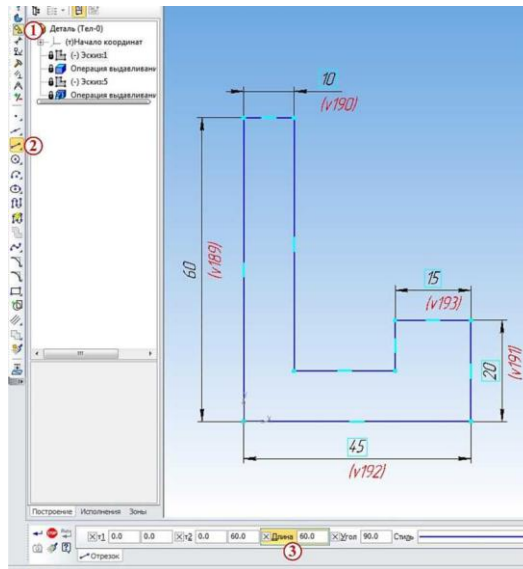 Деталь (Тел-0)
(т)Начало координат
(-) Эскиз:1
Операция выдавливани
(-) Эскиз:5
Операция выдавливани
1
2
10
(v190)
60
(v189)
15
(v193)
20
(v191)
45
(v192)
Построение Исполнения Зоны
т1 0.0 0.0 т2 0.0 60.0 Длина 60.0 Угол 90.0 Стиль
3
Отрезок